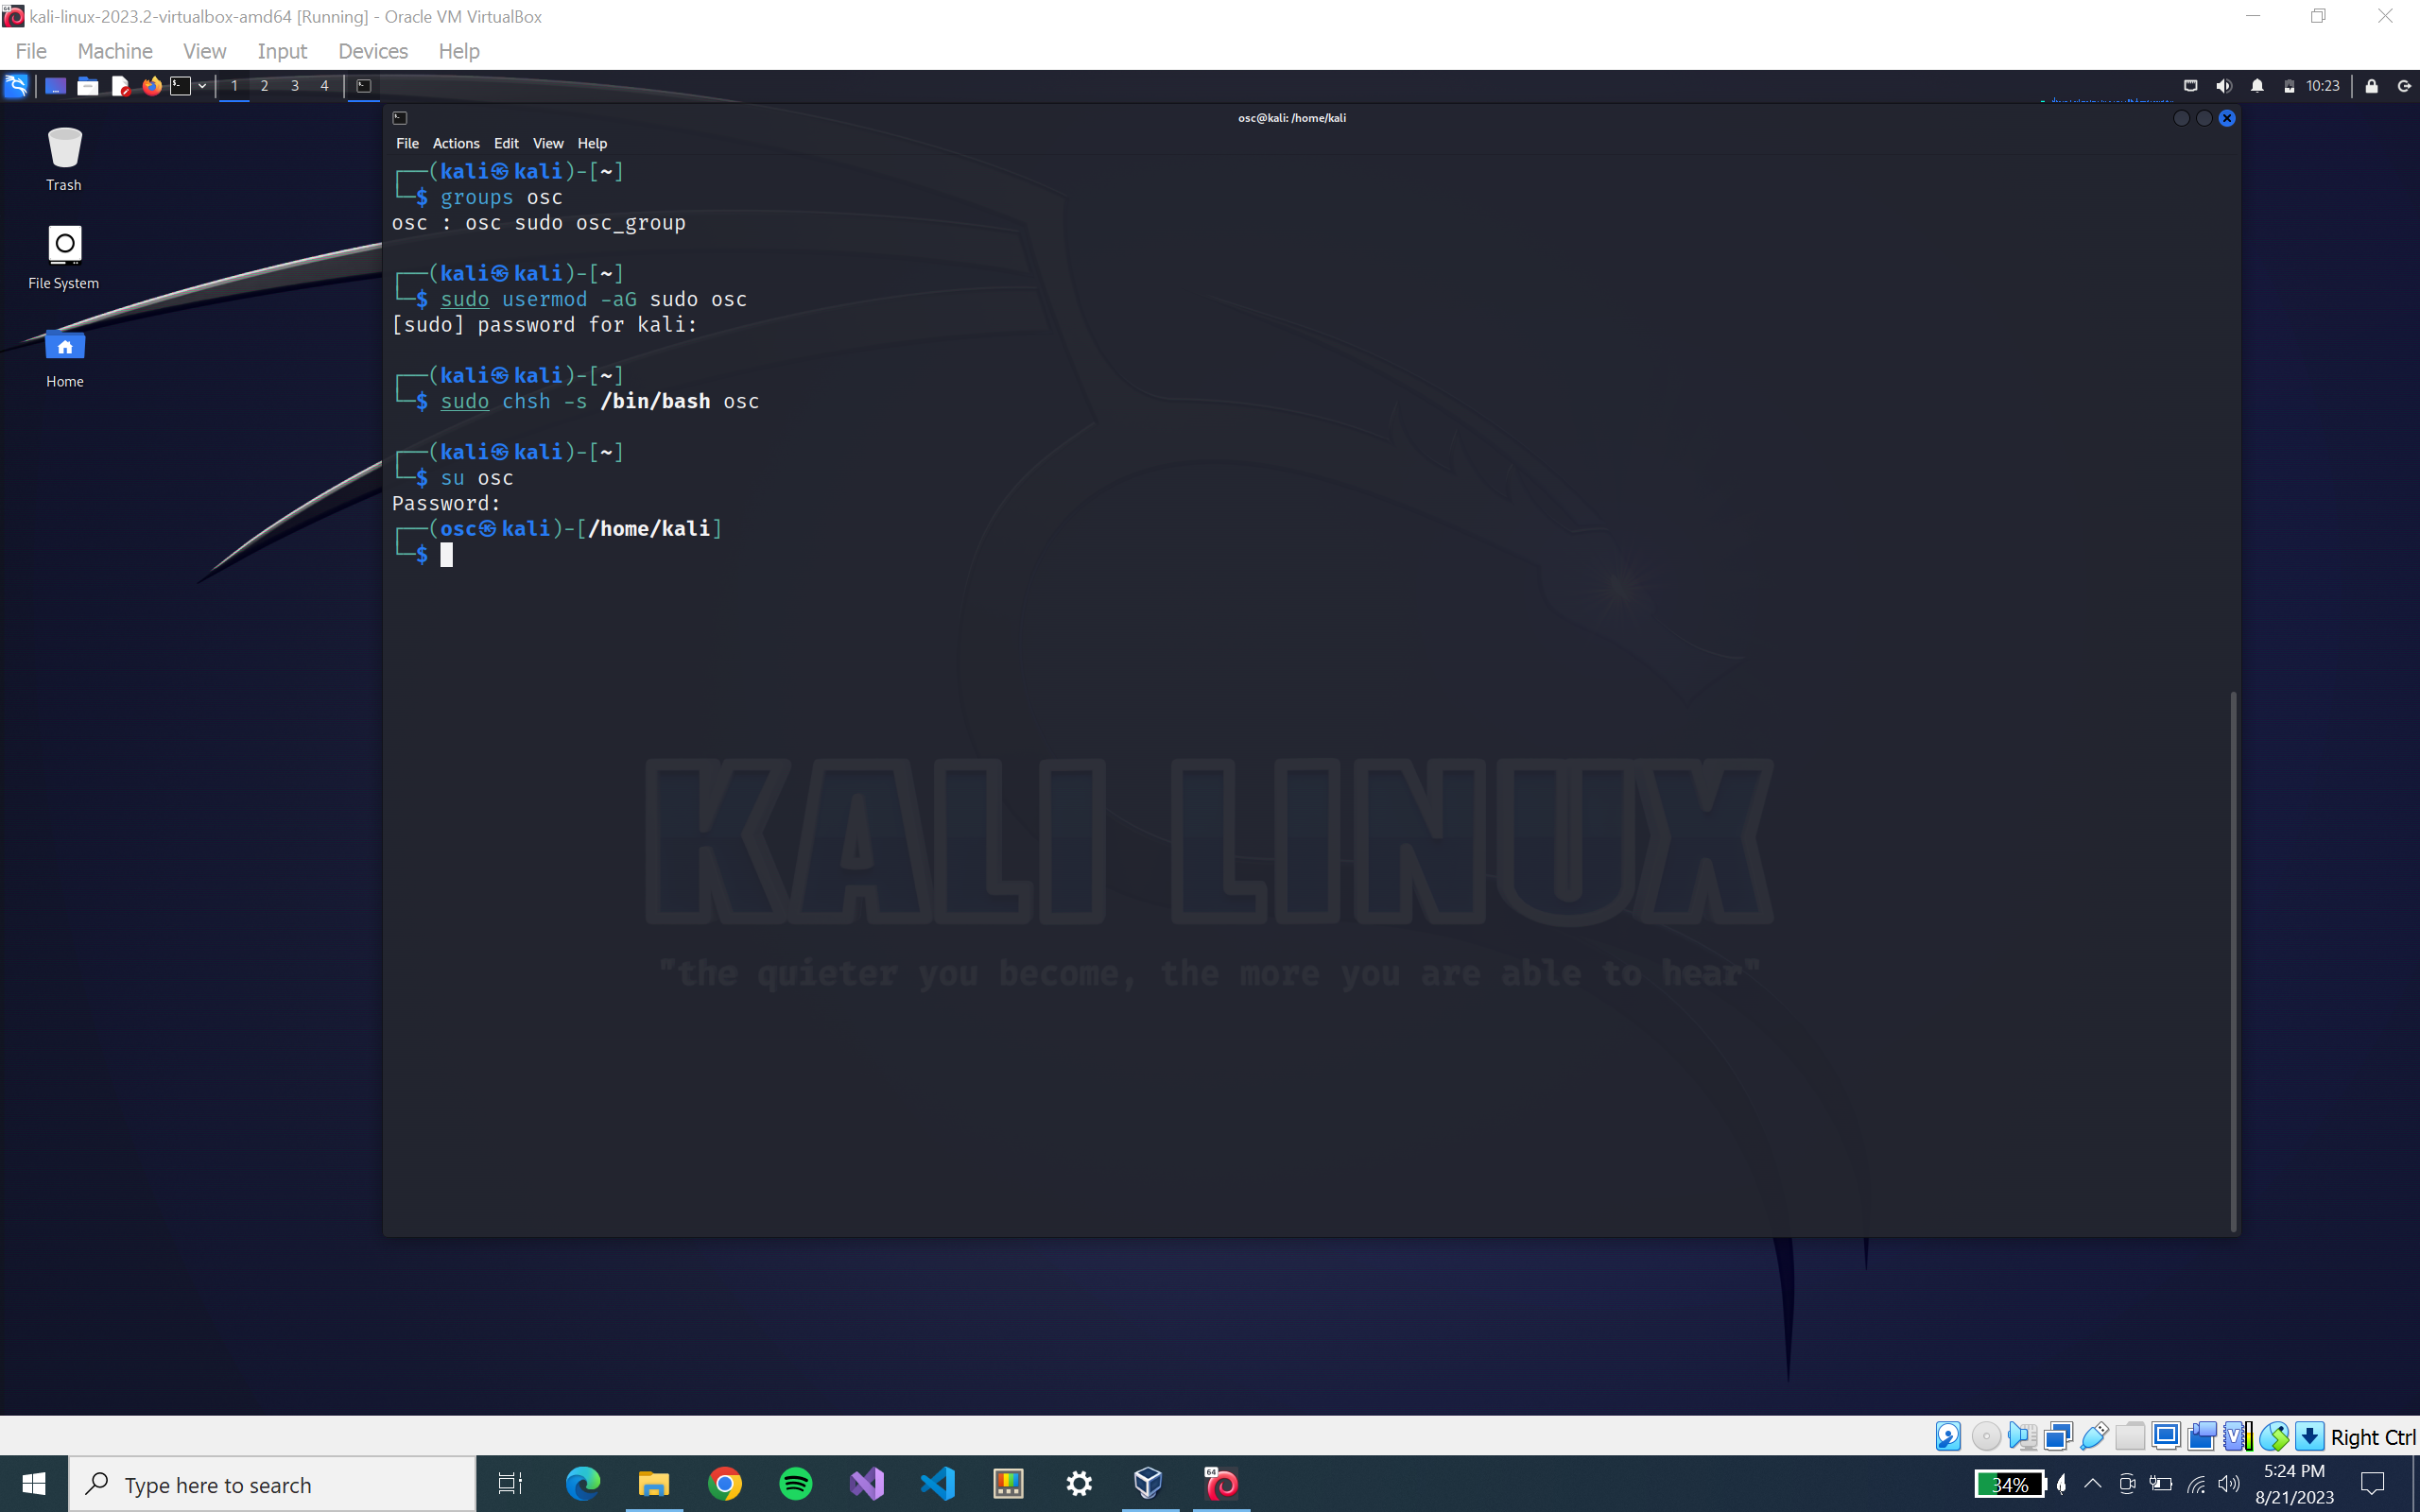 kali-linux-2023.2-virtualbox-amd64 [Running] - Oracle VM VirtualBox
File Machine View Input Devices Help
1 2 3 4
10:23
osc@kali: /home/kali
File Actions Edit View Help
┌──(kali㉿kali)-[~]
└─$ groups osc
osc : osc sudo osc_group
┌──(kali㉿kali)-[~]
└─$ sudo usermod -aG sudo osc
[sudo] password for kali:
┌──(kali㉿kali)-[~]
└─$ sudo chsh -s /bin/bash osc
┌──(kali㉿kali)-[~]
└─$ su osc
Password:
┌──(osc㉿kali)-[/home/kali]
└─$
Trash
File System
Home
KALI LINUX
"the quieter you become, the more you are able to hear"
Right Ctrl
Type here to search
64
34%
5:24 PM
8/21/2023